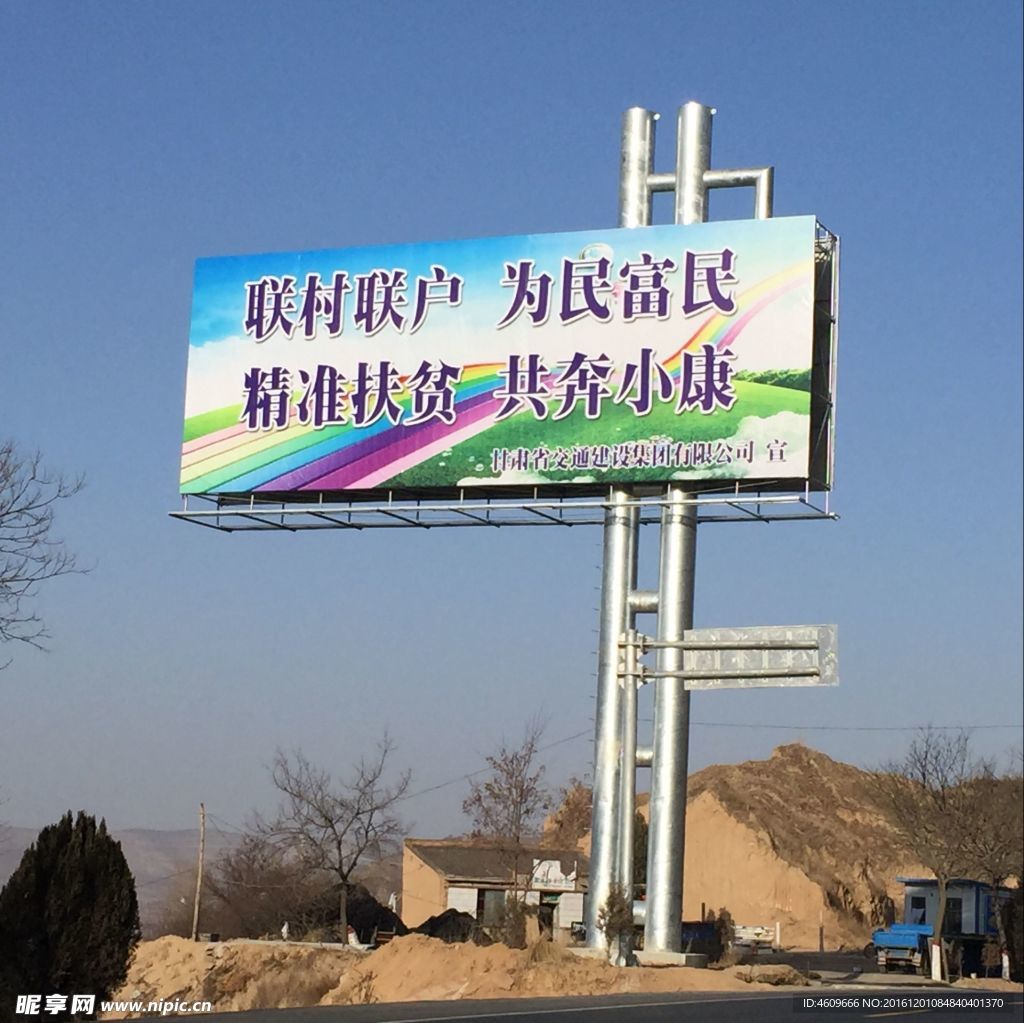 联村联户 为民富民
精准扶贫 共奔小康
甘肃省交通建设集团有限公司 宣
昵享网 www.nipic.cn
ID:4609666 NO:20161201084840401370